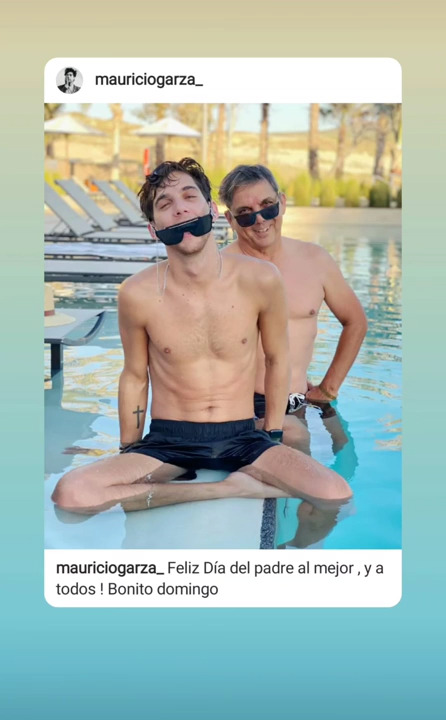 mauriciogarza_
mauriciogarza_ Feliz Día del padre al mejor , y a
todos ! Bonito domingo